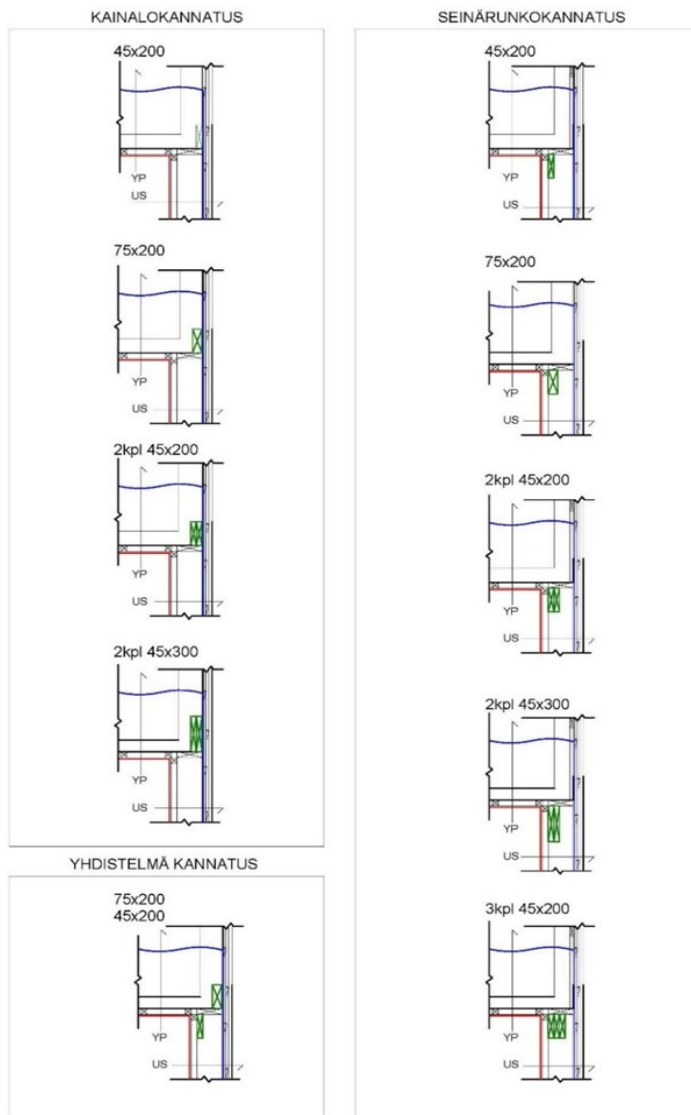 KAINALOKANNATUS
45x200
YP
US
75x200
YP
US
2kpl 45x200
YP
US
2kpl 45x300
YP
US
YHDISTELMÄ KANNATUS
75x200
45x200
YP
US
SEINÄRUNKOKANNATUS
45x200
YP
US
75x200
YP
US
2kpl 45x200
YP
US
2kpl 45x300
YP
US
3kpl 45x200
YP
US